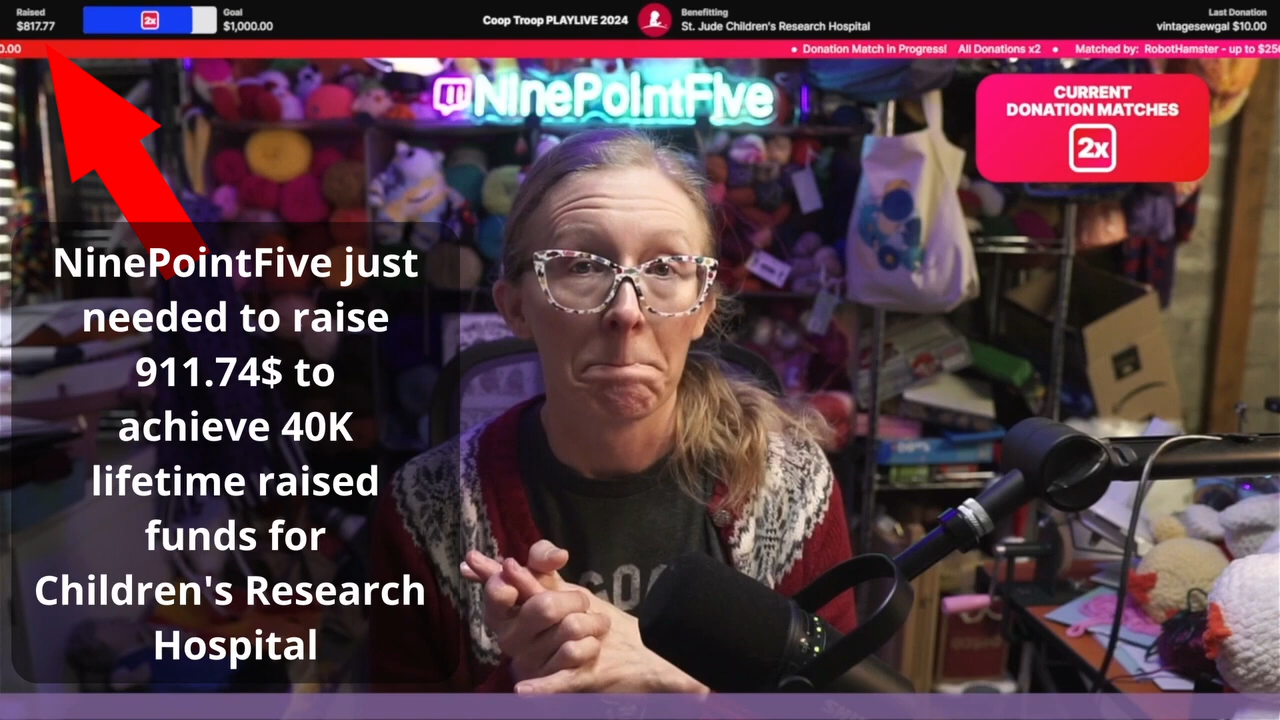 Raised
$817.77
2x
Goal
$1,000.00
Coop Troop PLAYLIVE 2024
Benefitting
St. Jude Children's Research Hospital
Last Donation
vintagesewgal $10.00
0.00
• Donation Match in Progress! All Donations x2 • Matched by: RobotHamster - up to $25
NinePointFive
CURRENT
DONATION MATCHES
2x
NinePointFive just
needed to raise
911.74$ to
achieve 40K
lifetime raised
funds for
Children's Research
Hospital